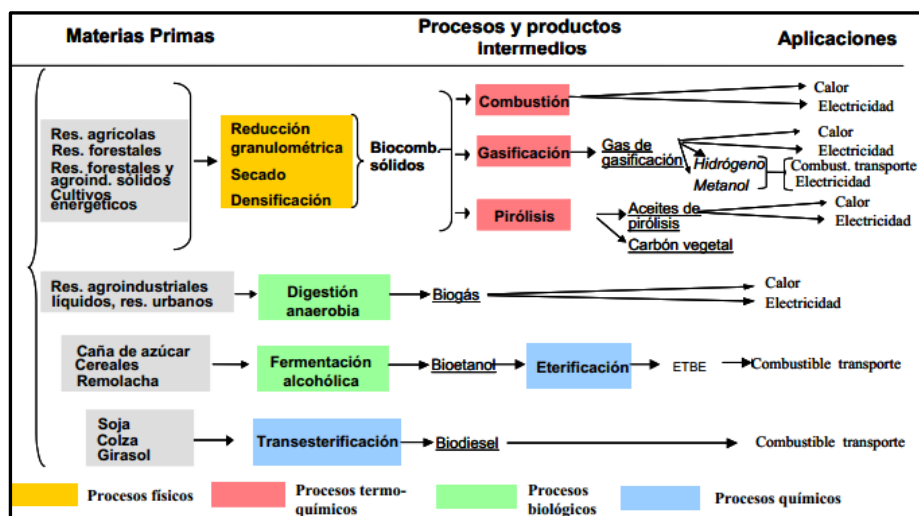 Materias Primas
Procesos y productos
intermedios
Aplicaciones
Res. agrícolas
Res. forestales
Res. forestales y
agroind. sólidos
Cultivos
energéticos
Reducción
granulométrica
Secado
Densificación
Biocomb.
sólidos
Combustión
Calor
Electricidad
Gasificación
Gas de
gasificación
Hidrógeno
Metanol
Calor
Electricidad
Combust. transporte
Electricidad
Pirólisis
Aceites de
pirólisis
Carbón vegetal
Calor
Electricidad
Res. agroindustriales
líquidos, res. urbanos
Digestión
anaerobia
Biogás
Calor
Electricidad
Caña de azúcar
Cereales
Remolacha
Fermentación
alcohólica
Bioetanol
Eterificación
ETBE
Combustible transporte
Soja
Colza
Girasol
Transesterificación
Biodiesel
Combustible transporte
Procesos físicos
Procesos termo-
químicos
Procesos
biológicos
Procesos químicos